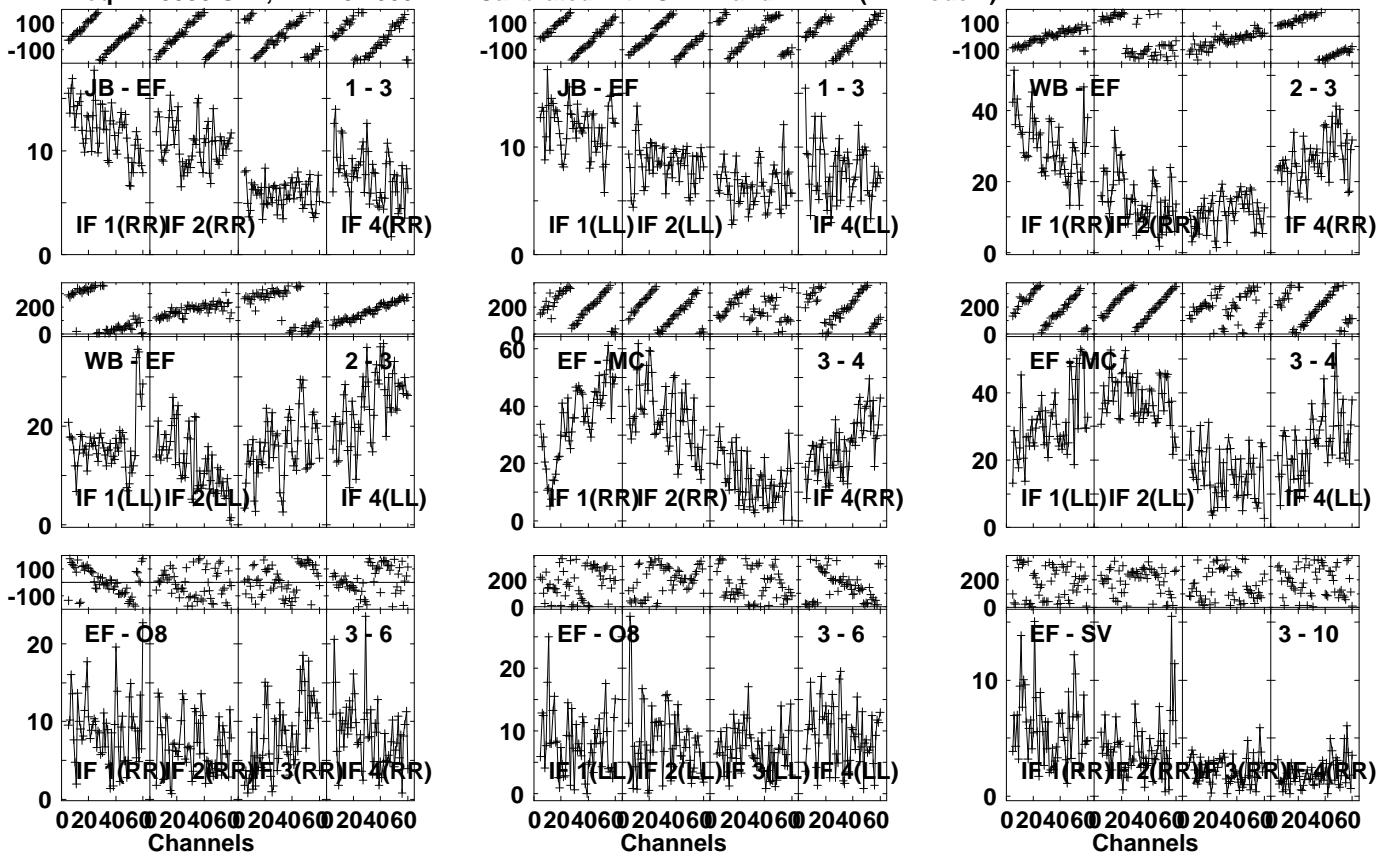 100
-100
JB - EF 1 - 3
10
IF 1(RR) IF 2(RR) IF 4(RR)
0
100
-100
JB - EF 1 - 3
10
IF 1(LL) IF 2(LL) IF 4(LL)
0
100
-100
WB - EF 2 - 3
40
20
IF 1(RR) IF 2(RR) IF 4(RR)
0
200
0
WB - EF 2 - 3
20
IF 1(LL) IF 2(LL) IF 4(LL)
0
200
0
EF - MC 3 - 4
60
40
20
IF 1(RR) IF 2(RR) IF 4(RR)
0
200
0
EF - MC 3 - 4
40
20
IF 1(LL) IF 2(LL) IF 4(LL)
0
100
-100
EF - O8 3 - 6
20
10
IF 1(RR) IF 2(RR) IF 3(RR) IF 4(RR)
0
0 20 40 60 0 20 40 60 0 20 40 60 0 20 40 60
Channels
200
0
EF - O8 3 - 6
20
10
IF 1(LL) IF 2(LL) IF 3(LL) IF 4(LL)
0
0 20 40 60 0 20 40 60 0 20 40 60 0 20 40 60
Channels
200
0
EF - SV 3 - 10
10
IF 1(RR) IF 2(RR) IF 3(RR) IF 4(RR)
0
0 20 40 60 0 20 40 60 0 20 40 60 0 20 40 60
Channels